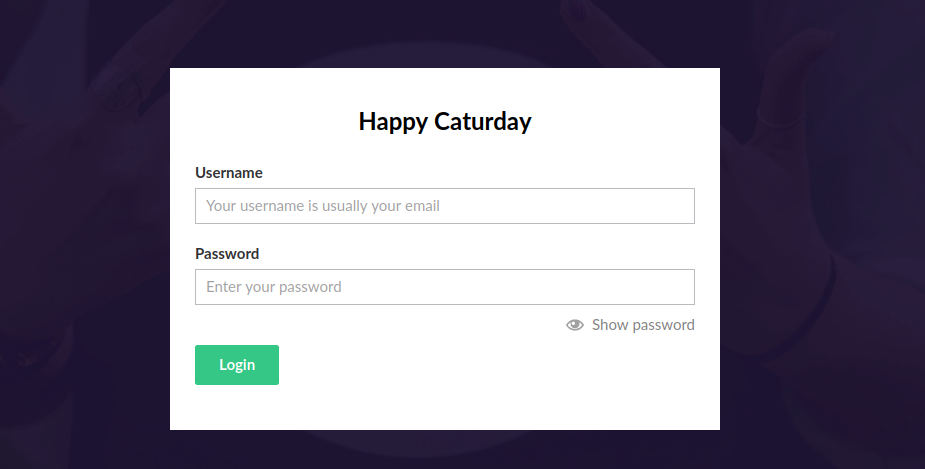 Happy Caturday
Username
Your username is usually your email
Password
Enter your password
Show password
Login